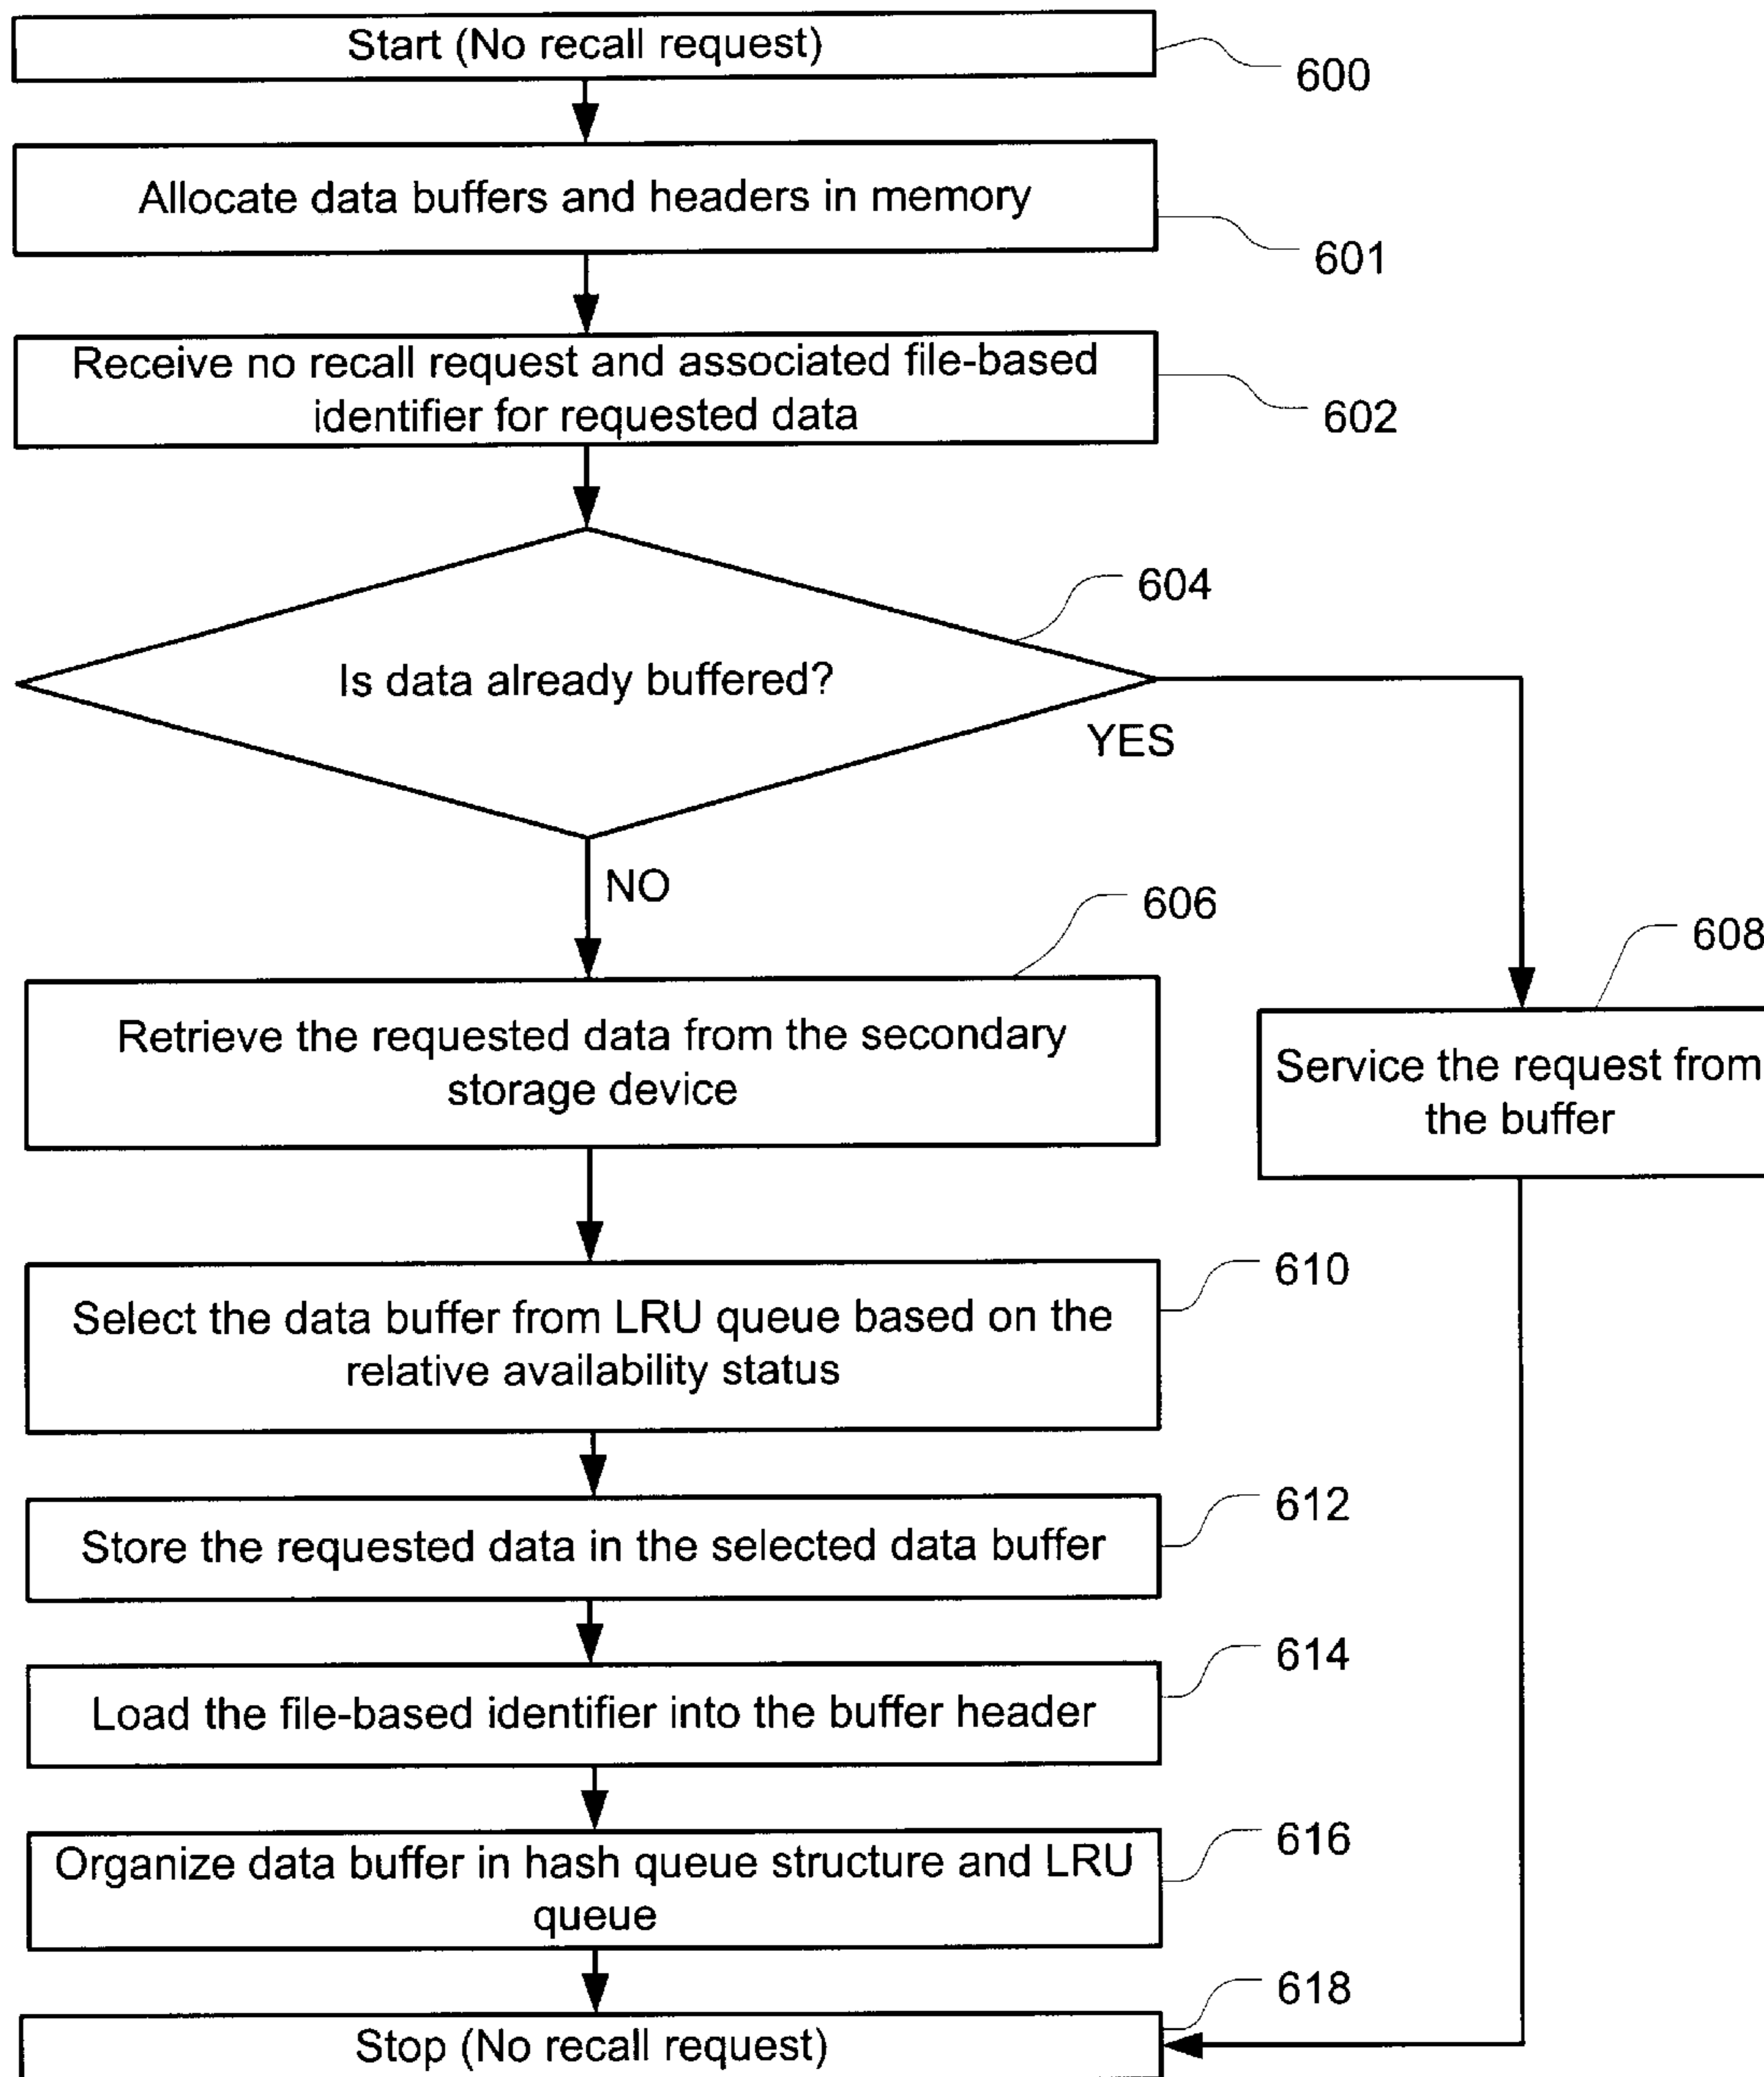 Start (No recall request)
600
Allocate data buffers and headers in memory
601
Receive no recall request and associated file-based
identifier for requested data
602
604
Is data already buffered?
YES
NO
606
608
Retrieve the requested data from the secondary
storage device
Service the request from
the buffer
610
Select the data buffer from LRU queue based on the
relative availability status
612
Store the requested data in the selected data buffer
614
Load the file-based identifier into the buffer header
616
Organize data buffer in hash queue structure and LRU
queue
618
Stop (No recall request)